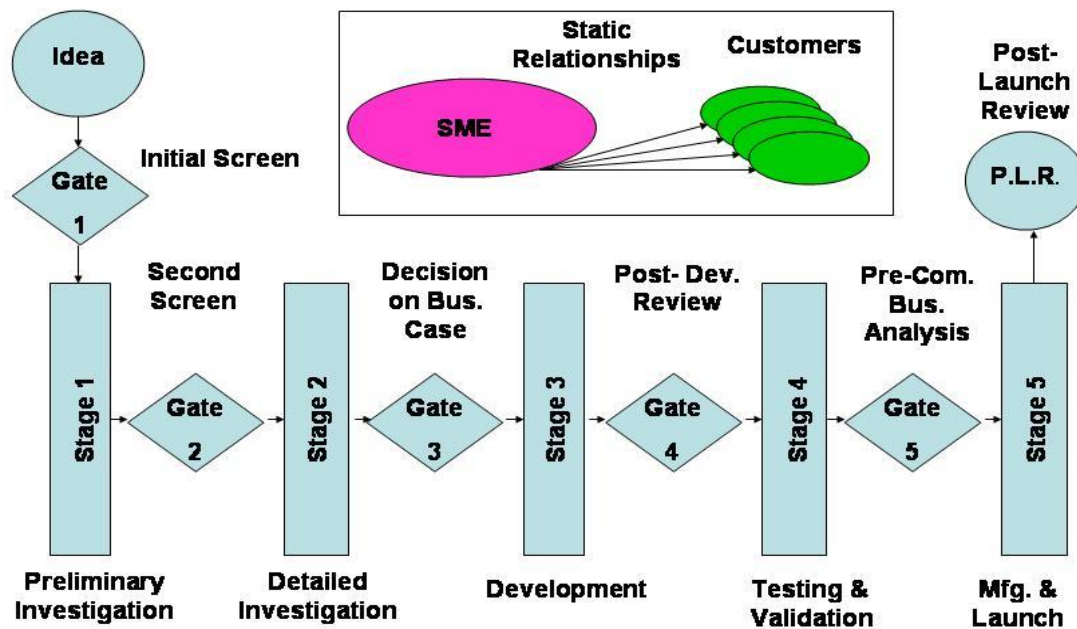 Idea
Gate
1
Initial Screen
Static
Relationships
Customers
SME
Post-
Launch
Review
P.L.R.
Second
Screen
Decision
on Bus.
Case
Post- Dev.
Review
Pre-Com.
Bus.
Analysis
Stage 1
Gate
2
Stage 2
Gate
3
Stage 3
Gate
4
Stage 4
Gate
5
Stage 5
Preliminary
Investigation
Detailed
Investigation
Development
Testing &
Validation
Mfg. &
Launch